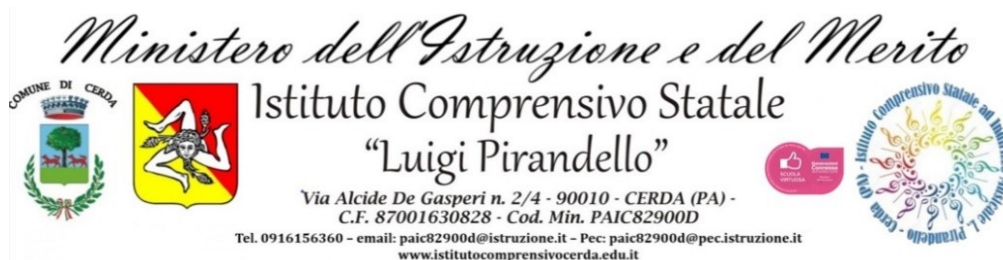 Ministero dell'Istruzione e del Merito
COMUNE DI CERDA
Istituto Comprensivo Statale
"Luigi Pirandello"
Via Alcide De Gasperi n. 2/4 - 90010 - CERDA (PA) -
C.F. 87001630828 - Cod. Min. PAIC82900D
Tel. 0916156360 – email: paic82900d@istruzione.it – Pec: paic82900d@pec.istruzione.it
www.istitutocomprensivocerda.edu.it
SCUOLA
VIRTUOSA
Istituto Comprensivo Statale ad
L. Pirandello - Cerda (PA)